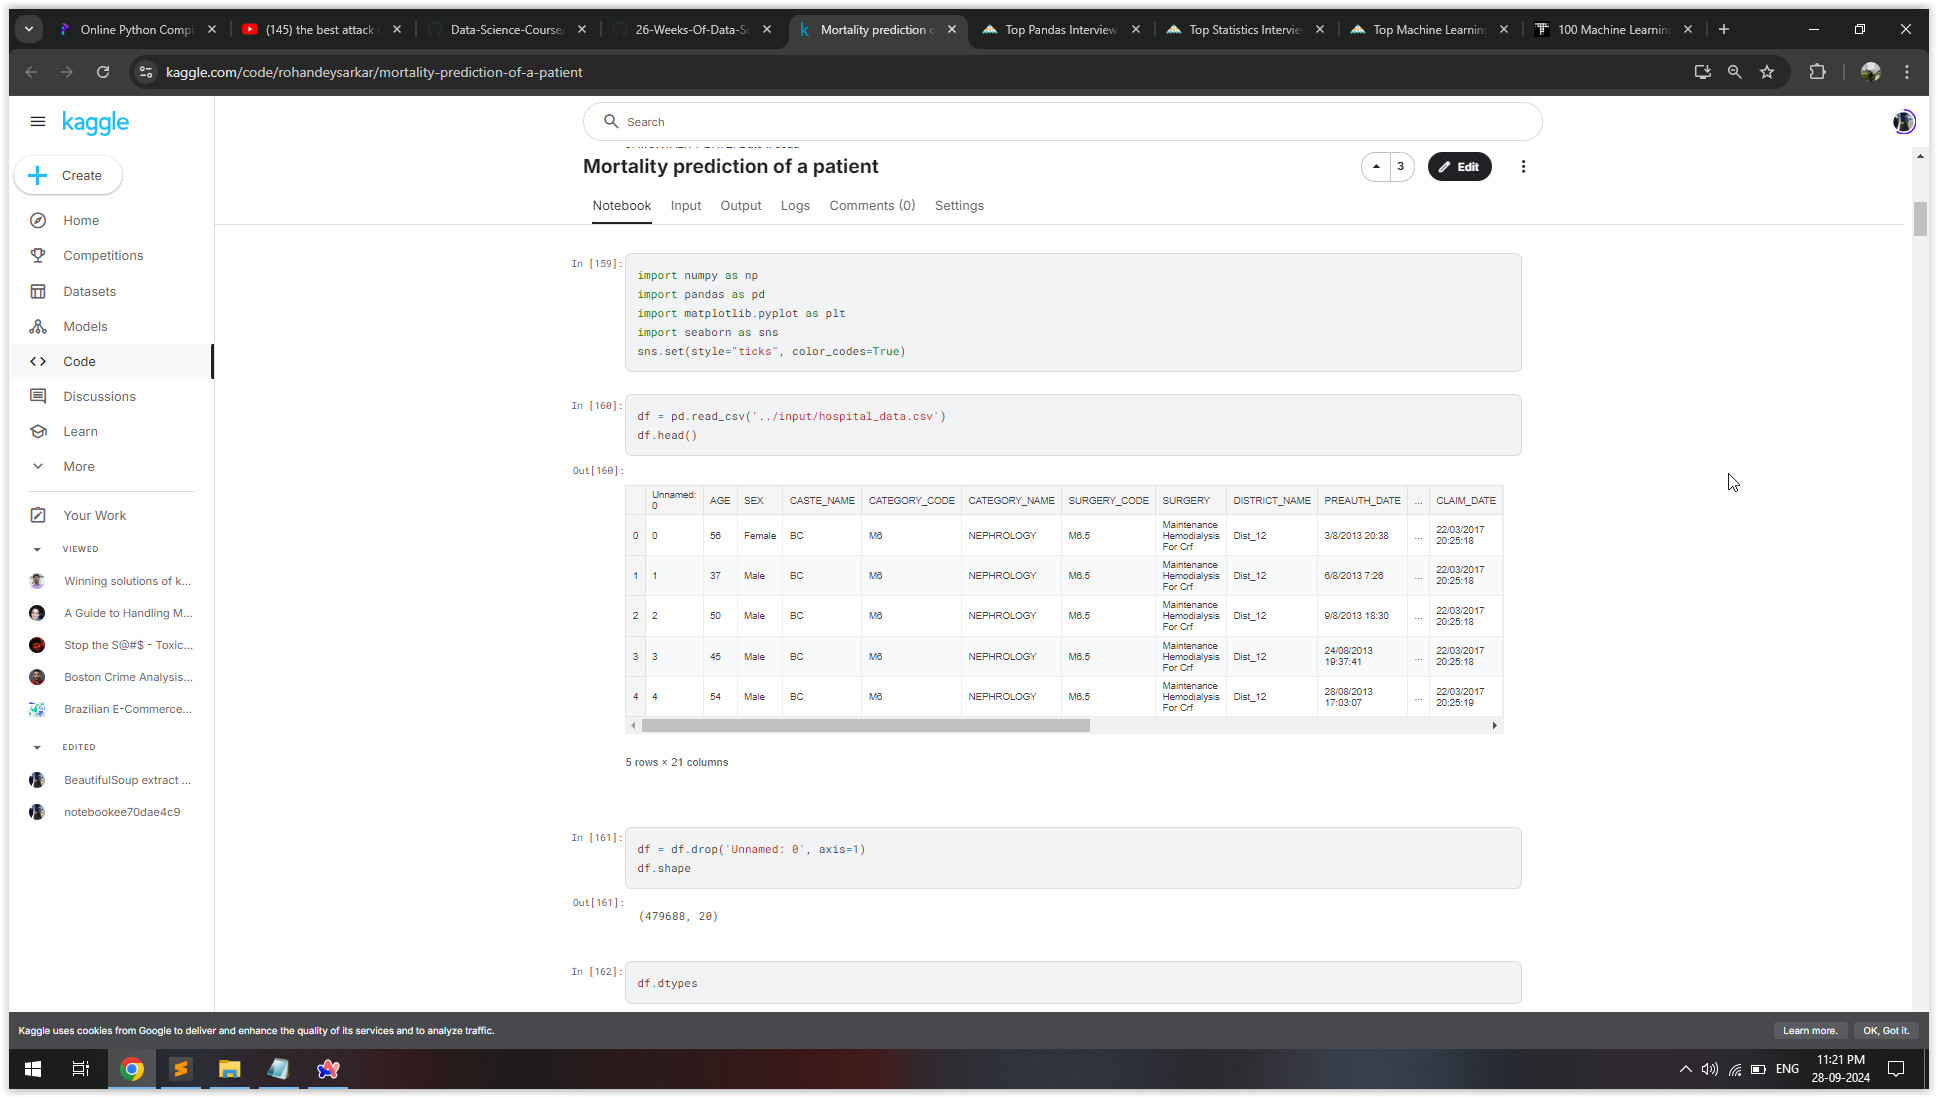 Online Python Compi
(145) the best attack
Data-Science-Course/
26-Weeks-Of-Data-S
Mortality prediction o
Top Pandas Interview
Top Statistics Intervie
Top Machine Learning
100 Machine Learning
kaggle.com/code/rohandeysarkar/mortality-prediction-of-a-patient
kaggle
Search
Create
Home
Competitions
Datasets
Models
Code
Discussions
Learn
More
Your Work
VIEWED
Winning solutions of k...
A Guide to Handling M...
Stop the S@#$ - Toxic...
Boston Crime Analysis...
Brazilian E-Commerce...
EDITED
BeautifulSoup extract ...
notebookee70dae4c9
Mortality prediction of a patient
3
Edit
Notebook Input Output Logs Comments (0) Settings
In [159]:
import numpy as np
import pandas as pd
import matplotlib.pyplot as plt
import seaborn as sns
sns.set(style="ticks", color_codes=True)
In [160]:
df = pd.read_csv('../input/hospital_data.csv')
df.head()
Out[160]:
Unnamed: 0 AGE SEX CASTE_NAME CATEGORY_CODE CATEGORY_NAME SURGERY_CODE SURGERY DISTRICT_NAME PREAUTH_DATE ... CLAIM_DATE
0 0 56 Female BC M6 NEPHROLOGY M6.5 Maintenance Hemodialysis For Crf Dist_12 3/8/2013 20:38 ... 22/03/2017 20:25:18
1 1 37 Male BC M6 NEPHROLOGY M6.5 Maintenance Hemodialysis For Crf Dist_12 6/8/2013 7:26 ... 22/03/2017 20:25:18
2 2 50 Male BC M6 NEPHROLOGY M6.5 Maintenance Hemodialysis For Crf Dist_12 9/8/2013 18:30 ... 22/03/2017 20:25:18
3 3 45 Male BC M6 NEPHROLOGY M6.5 Maintenance Hemodialysis For Crf Dist_12 24/08/2013 19:37:41 ... 22/03/2017 20:25:18
4 4 54 Male BC M6 NEPHROLOGY M6.5 Maintenance Hemodialysis For Crf Dist_12 28/08/2013 17:03:07 ... 22/03/2017 20:25:19
5 rows × 21 columns
In [161]:
df = df.drop('Unnamed: 0', axis=1)
df.shape
Out[161]:
(479688, 20)
In [162]:
df.dtypes
Kaggle uses cookies from Google to deliver and enhance the quality of its services and to analyze traffic.
Learn more.
OK, Got it.
ENG
11:21 PM
28-09-2024